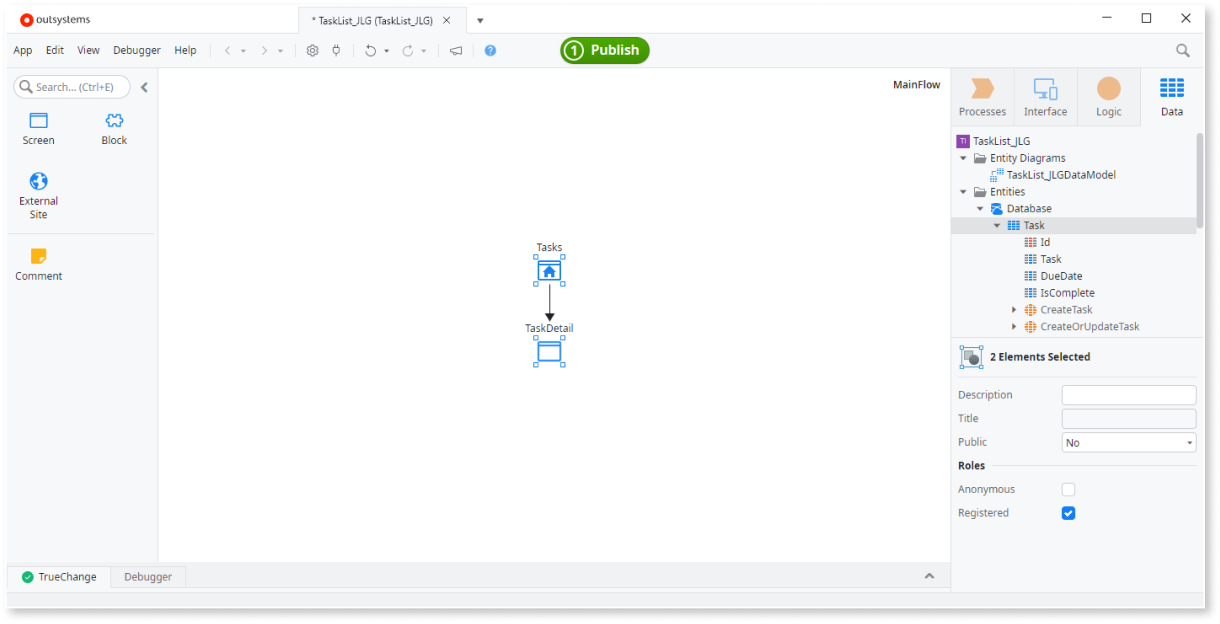 outsystems
* TaskList_JLG (TaskList_JLG)
App Edit View Debugger Help
1 Publish
Search... (Ctrl+E)
Screen Block
External
Site
Comment
MainFlow
Tasks
TaskDetail
Processes Interface Logic Data
TI TaskList_JLG
Entity Diagrams
TaskList_JLGDataModel
Entities
Database
Task
Id
Task
DueDate
IsComplete
CreateTask
CreateOrUpdateTask
2 Elements Selected
Description
Title
Public No
Roles
Anonymous
Registered
TrueChange Debugger